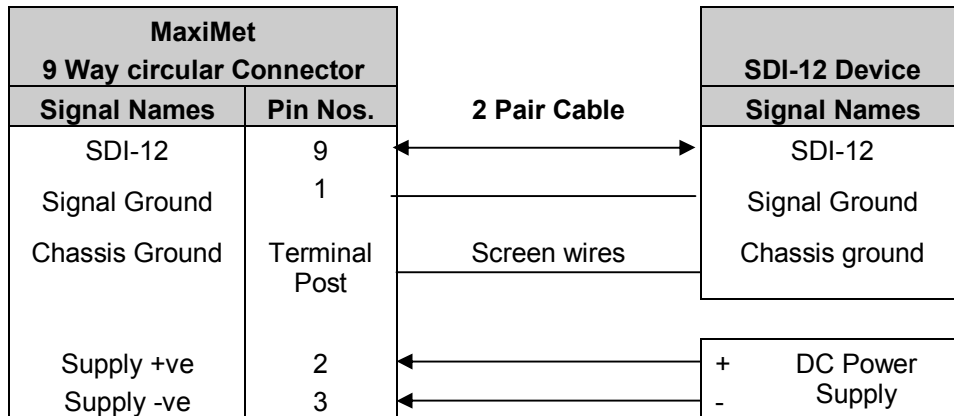 MaxiMet
9 Way circular Connector
SDI-12 Device
Signal Names Pin Nos. 2 Pair Cable Signal Names
SDI-12 9 SDI-12
Signal Ground 1 Signal Ground
Chassis Ground Terminal Post Screen wires Chassis ground
Supply +ve 2 + DC Power Supply
Supply -ve 3 -